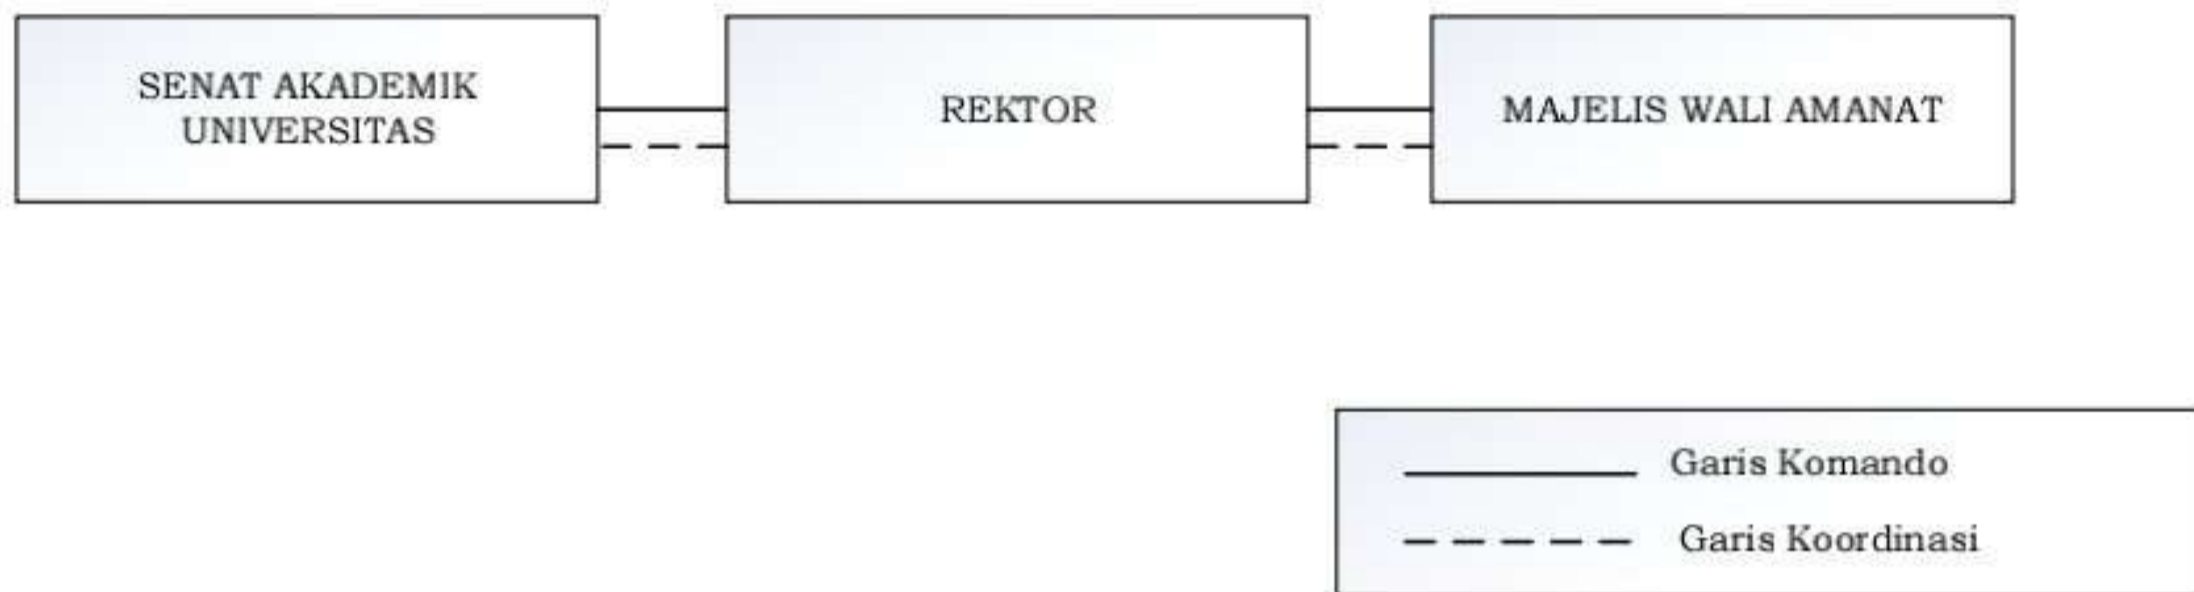 SENAT AKADEMIK
UNIVERSITAS
REKTOR
MAJELIS WALI AMANAT
Garis Komando
Garis Koordinasi